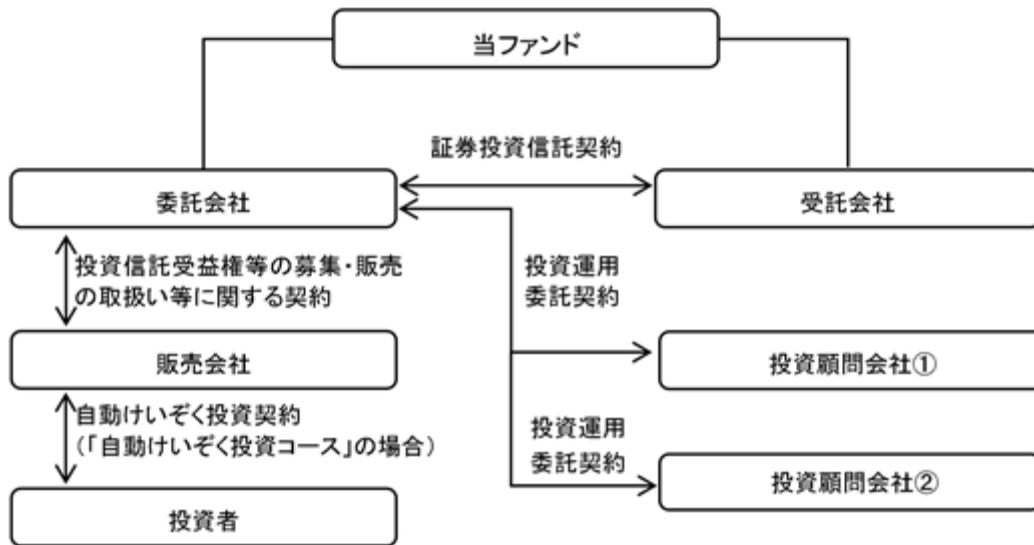 当ファンド
証券投資信託契約
委託会社
受託会社
投資信託受益権等の募集・販売
の取扱い等に関する契約
投資運用
委託契約
販売会社
投資顧問会社①
自動けいぞく投資契約
(「自動けいぞく投資コース」の場合)
投資運用
委託契約
投資顧問会社②
投資者